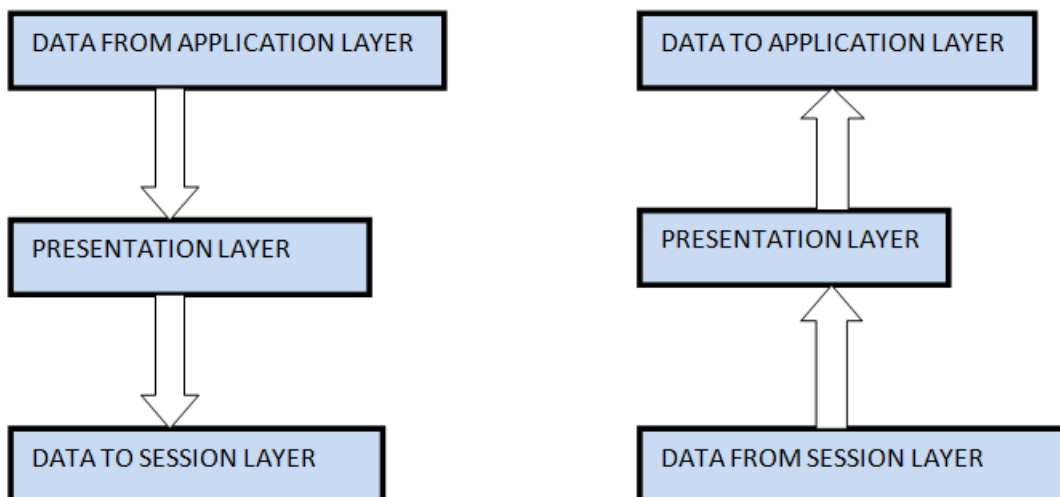 DATA FROM APPLICATION LAYER
PRESENTATION LAYER
DATA TO SESSION LAYER
DATA TO APPLICATION LAYER
PRESENTATION LAYER
DATA FROM SESSION LAYER